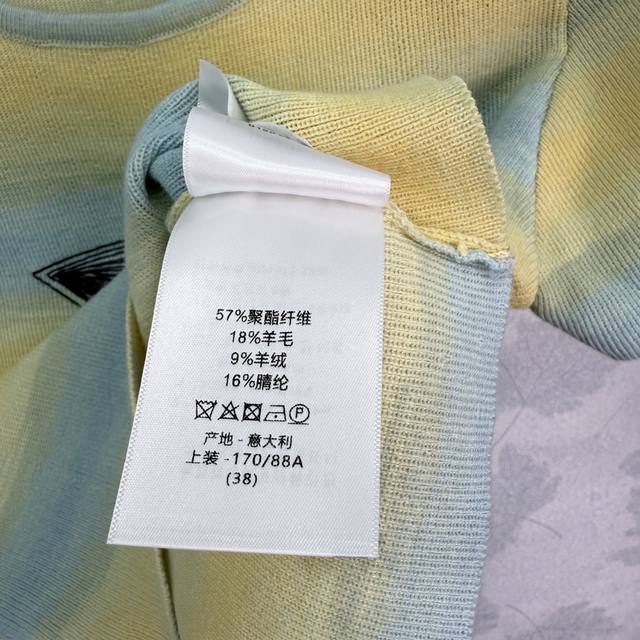 57%聚酯纤维
18%羊毛
9%羊绒
16%腈纶
产地 - 意大利
上装 -170/88A
(38)